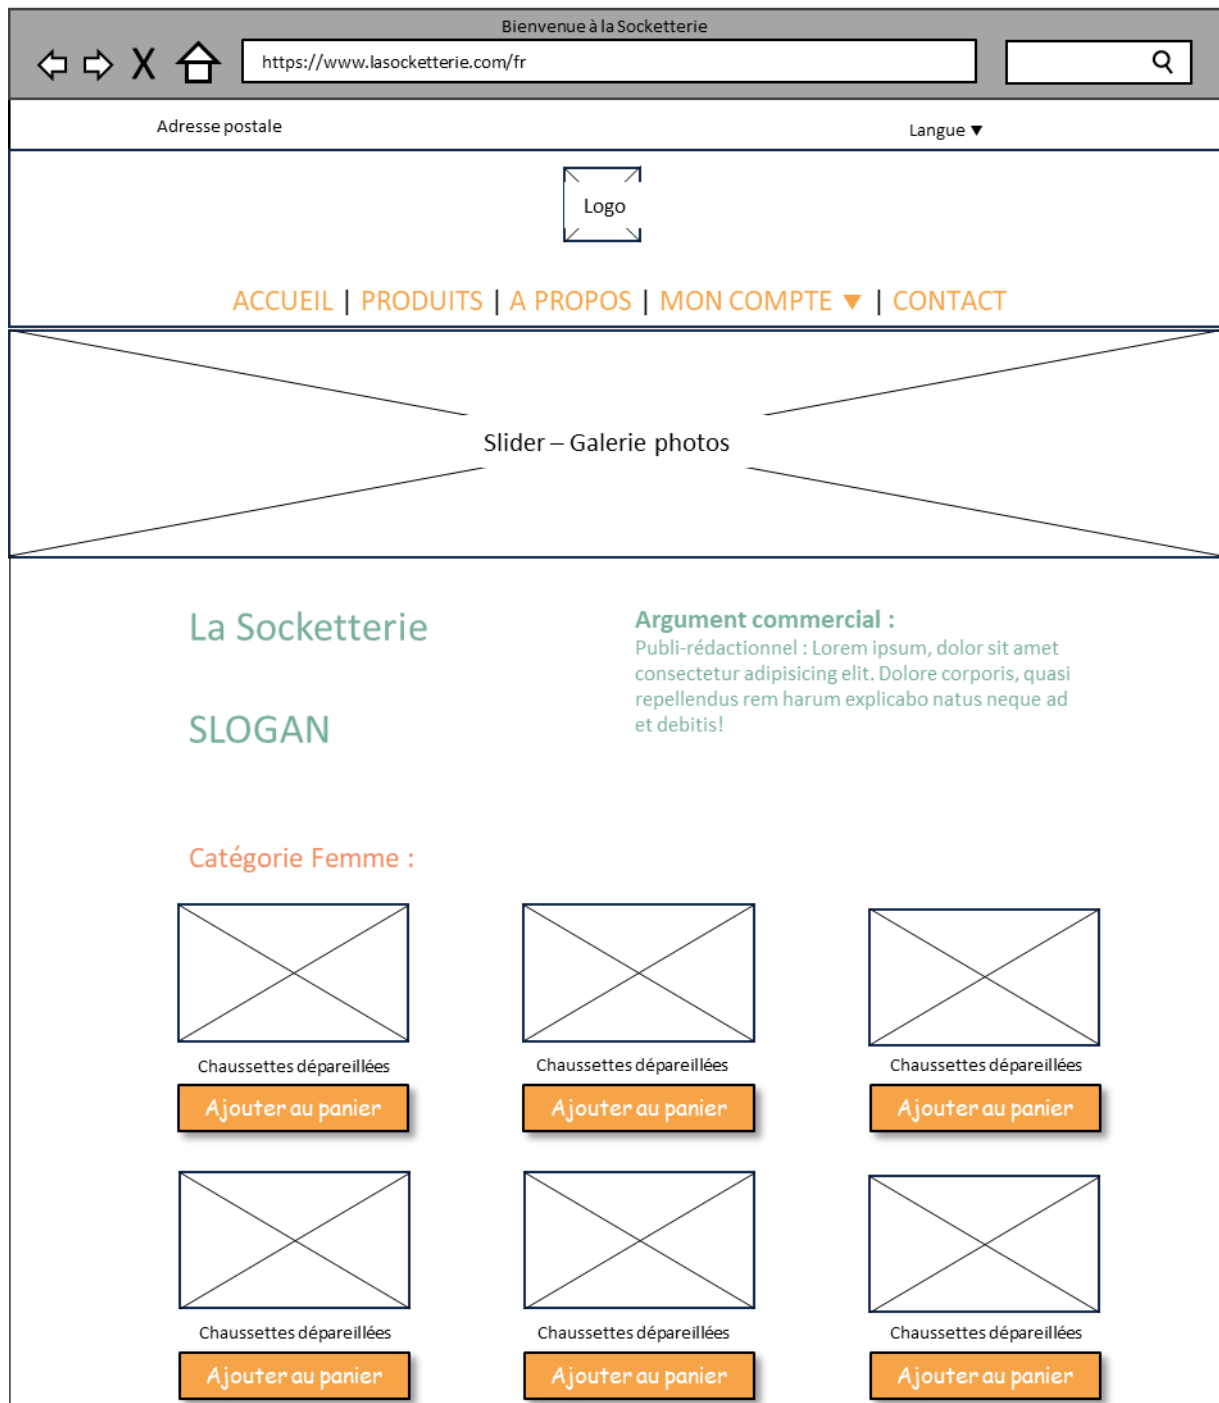 Bienvenue à la Socketterie
X
https://www.lasocketterie.com/fr
Adresse postale
Langue ▼
Logo
ACCUEIL | PRODUITS | A PROPOS | MON COMPTE ▼ | CONTACT
Slider – Galerie photos
La Socketterie
SLOGAN
Argument commercial :
Publi-rédactionnel : Lorem ipsum, dolor sit amet
consectetur adipisicing elit. Dolore corporis, quasi
repellendus rem harum explicabo natus neque ad
et debitis!
Catégorie Femme :
Chaussettes dépareillées
Chaussettes dépareillées
Chaussettes dépareillées
Ajouter au panier
Ajouter au panier
Ajouter au panier
Chaussettes dépareillées
Chaussettes dépareillées
Chaussettes dépareillées
Ajouter au panier
Ajouter au panier
Ajouter au panier